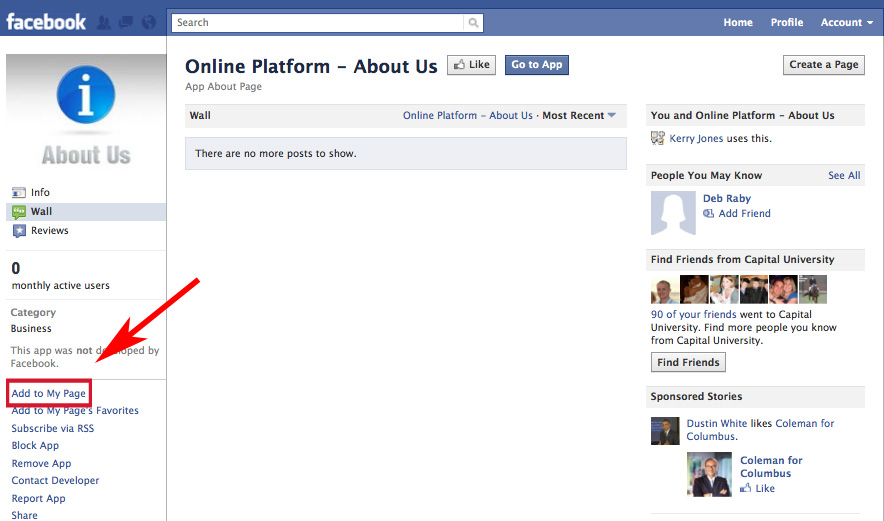 facebook
Search
Home Profile Account
About Us
Info
Wall
Reviews
0
monthly active users
Category
Business
This app was not developed by
Facebook.
Add to My Page
Add to My Page's Favorites
Subscribe via RSS
Block App
Remove App
Contact Developer
Report App
Share
Online Platform – About Us
Like
Go to App
Create a Page
App About Page
Wall
Online Platform – About Us · Most Recent
There are no more posts to show.
You and Online Platform – About Us
Kerry Jones uses this.
People You May Know
See All
Deb Raby
Add Friend
Find Friends from Capital University
90 of your friends went to Capital
University. Find more people you know
from Capital University.
Find Friends
Sponsored Stories
Dustin White likes Coleman for
Columbus.
Coleman for
Columbus
Like